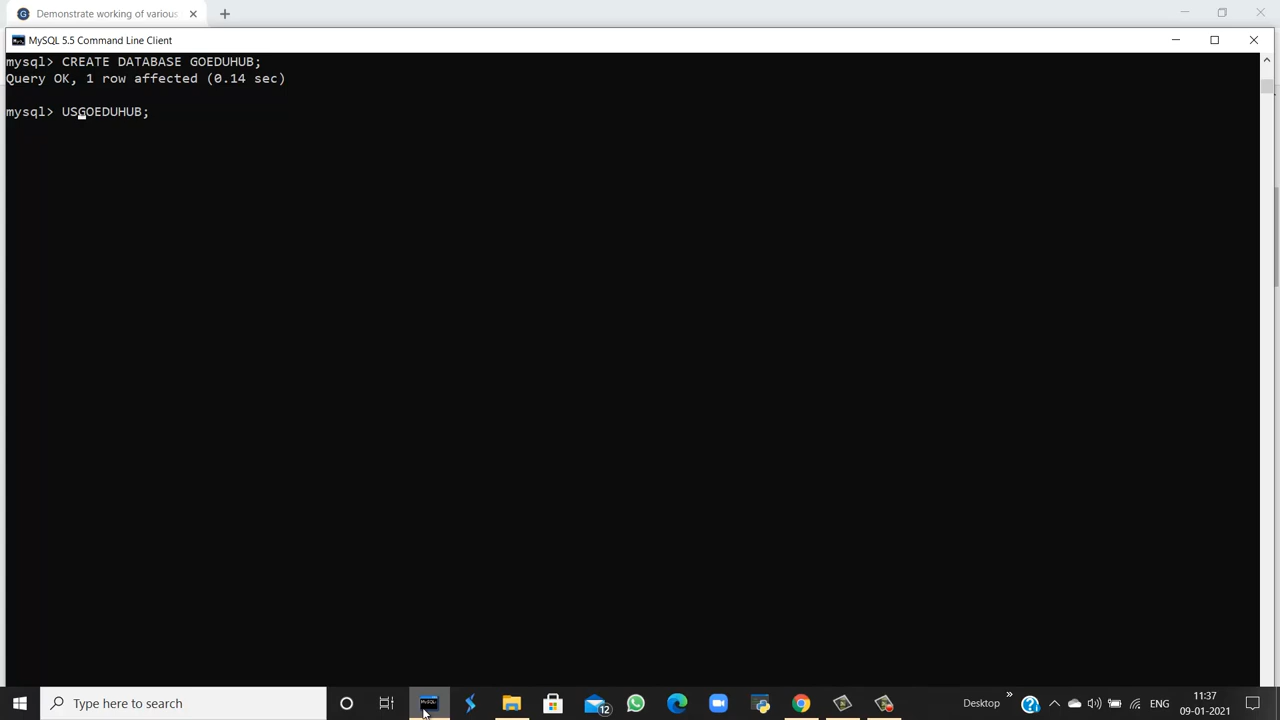 Demonstrate working of various
MySQL 5.5 Command Line Client
mysql> CREATE DATABASE GOEDUHUB;
Query OK, 1 row affected (0.14 sec)
mysql> USGOEDUHUB;
Type here to search
12
Desktop
ENG
11:37
09-01-2021